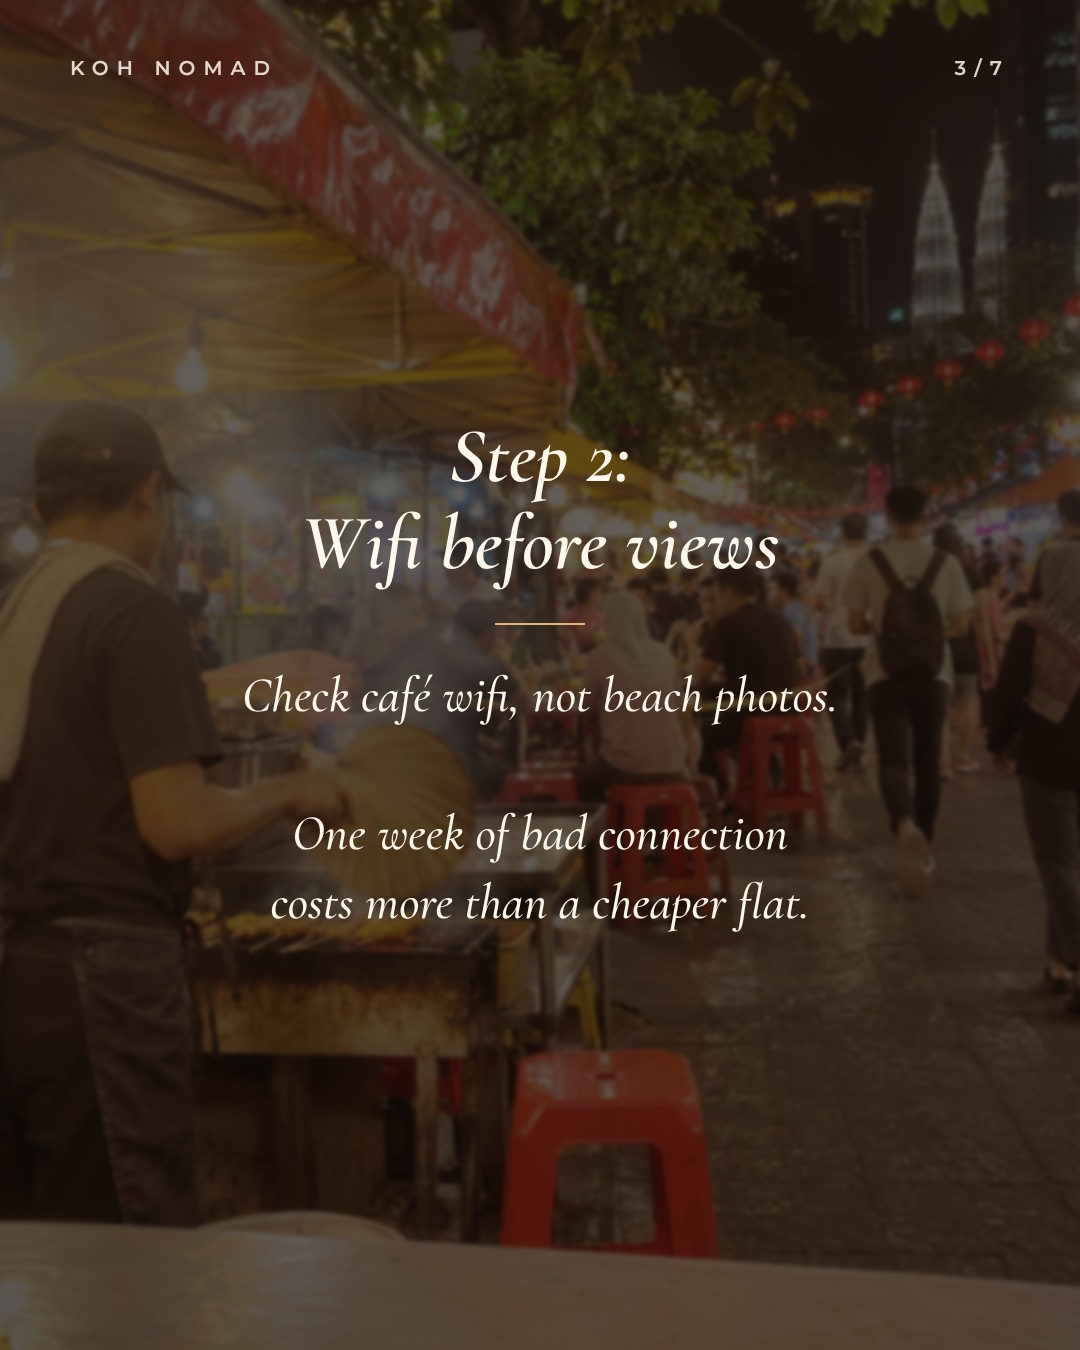 KOH NOMAD
3/7
Step 2:
Wifi before views
Check café wifi, not beach photos.
One week of bad connection
costs more than a cheaper flat.